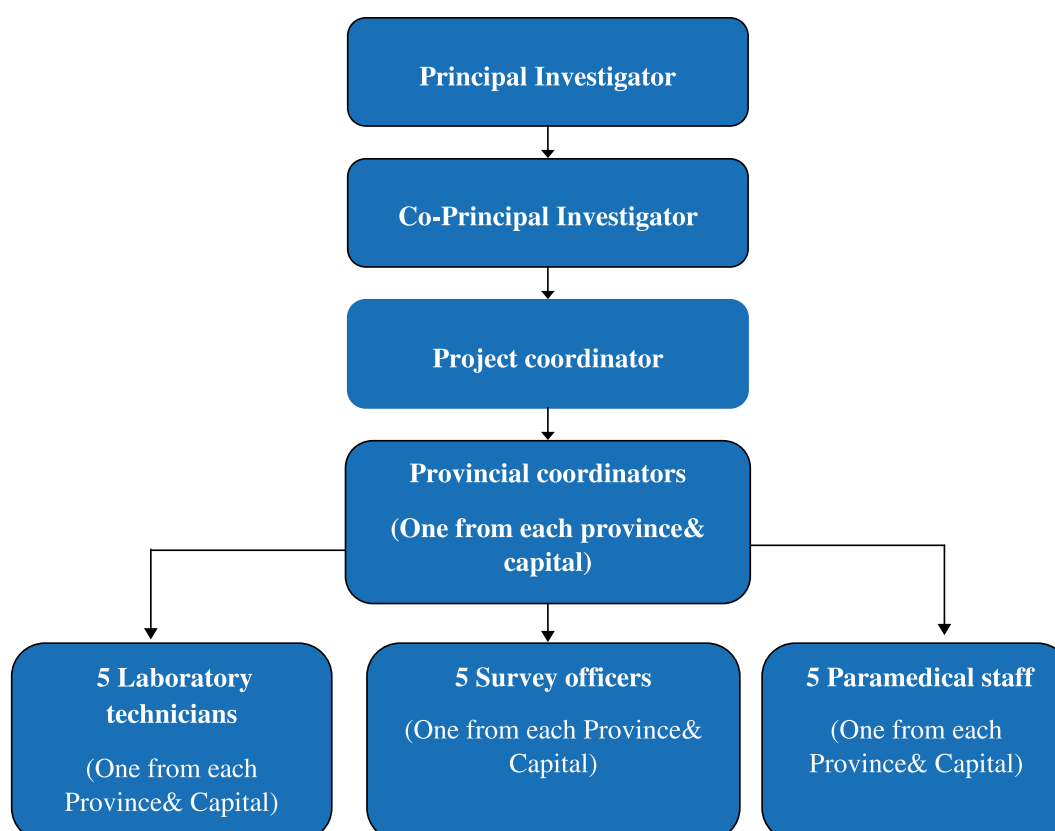 Principal Investigator
Co-Principal Investigator
Project coordinator
Provincial coordinators
(One from each province&
capital)
5 Laboratory
technicians
(One from each
Province& Capital)
5 Survey officers
(One from each Province&
Capital)
5 Paramedical staff
(One from each
Province& Capital)